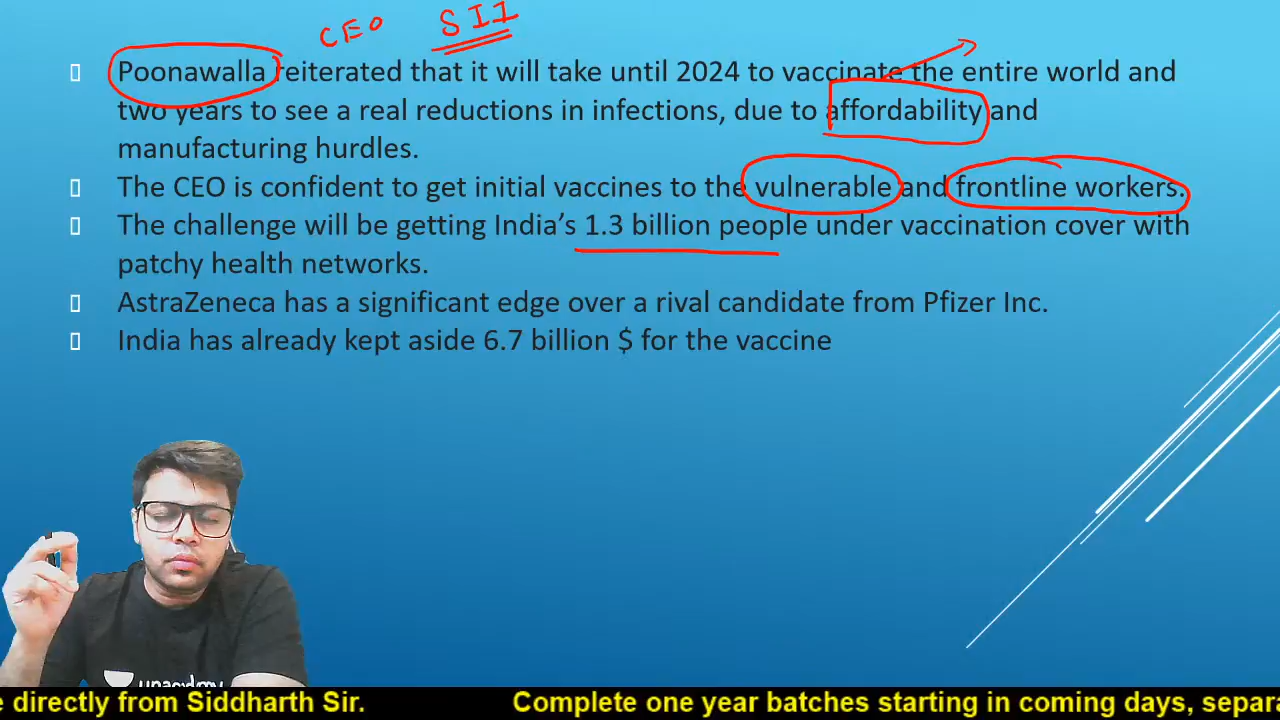 CEO SII
Poonawalla reiterated that it will take until 2024 to vaccinate the entire world and
two years to see a real reductions in infections, due to affordability and
manufacturing hurdles.
The CEO is confident to get initial vaccines to the vulnerable and frontline workers.
The challenge will be getting India’s 1.3 billion people under vaccination cover with
patchy health networks.
AstraZeneca has a significant edge over a rival candidate from Pfizer Inc.
India has already kept aside 6.7 billion $ for the vaccine
unacademy
e directly from Siddharth Sir. Complete one year batches starting in coming days, separa